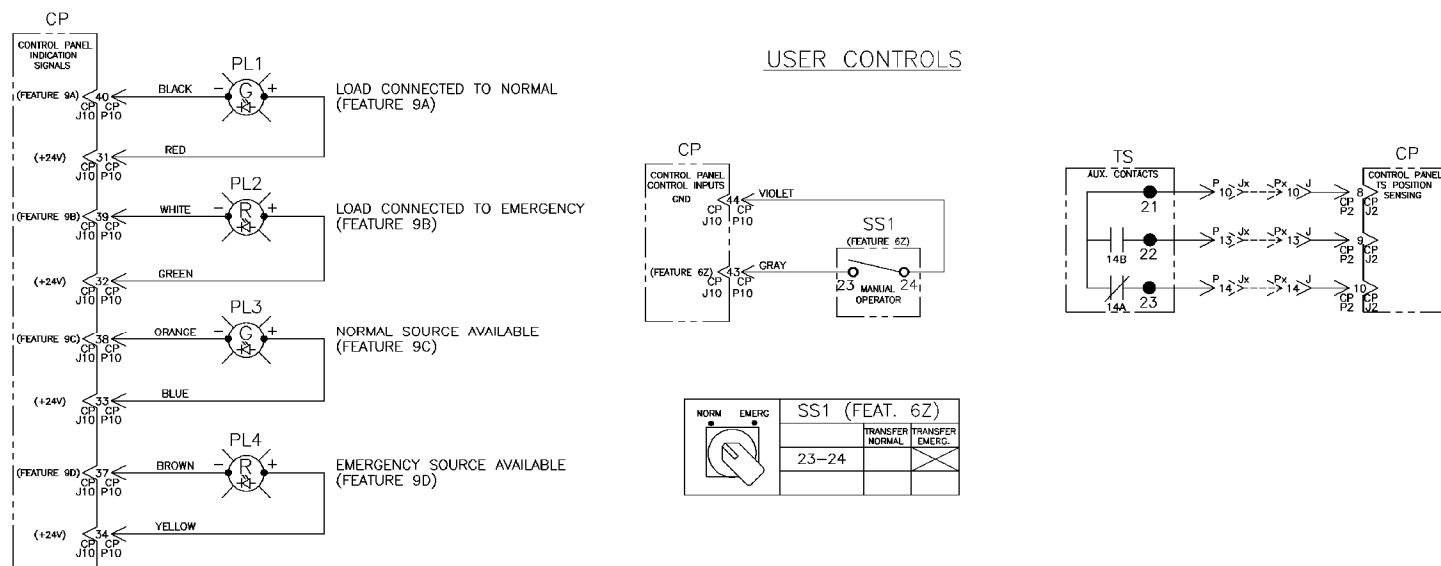 CP
CONTROL PANEL
INDICATION
SIGNALS
(FEATURE 9A)
40
CP CP
J10 P10
BLACK
PL1
- G +
LOAD CONNECTED TO NORMAL
(FEATURE 9A)
(+24V)
31
CP CP
J10 P10
RED
(FEATURE 9B)
39
CP CP
J10 P10
WHITE
PL2
- R +
LOAD CONNECTED TO EMERGENCY
(FEATURE 9B)
(+24V)
32
CP CP
J10 P10
GREEN
(FEATURE 9C)
38
CP CP
J10 P10
ORANGE
PL3
- G +
NORMAL SOURCE AVAILABLE
(FEATURE 9C)
(+24V)
33
CP CP
J10 P10
BLUE
(FEATURE 9D)
37
CP CP
J10 P10
BROWN
PL4
- R +
EMERGENCY SOURCE AVAILABLE
(FEATURE 9D)
(+24V)
34
CP CP
J10 P10
YELLOW
USER CONTROLS
CP
CONTROL PANEL
CONTROL INPUTS
GND
44
CP CP
J10 P10
VIOLET
(FEATURE 6Z)
43
CP CP
J10 P10
GRAY
SS1
(FEATURE 6Z)
23 24
MANUAL
OPERATOR
NORM EMERG
SS1 (FEAT. 6Z)
TRANSFER NORMAL
TRANSFER EMERG.
23-24
TS
AUX. CONTACTS
21
P 10 Jx Px 10 J
8
CP CP
P2 J2
14B
22
P 13 Jx Px 13 J
9
CP CP
P2 J2
14A
23
P 14 Jx Px 14 J
10
CP CP
P2 J2
CP
CONTROL PANEL
TS POSITION
SENSING